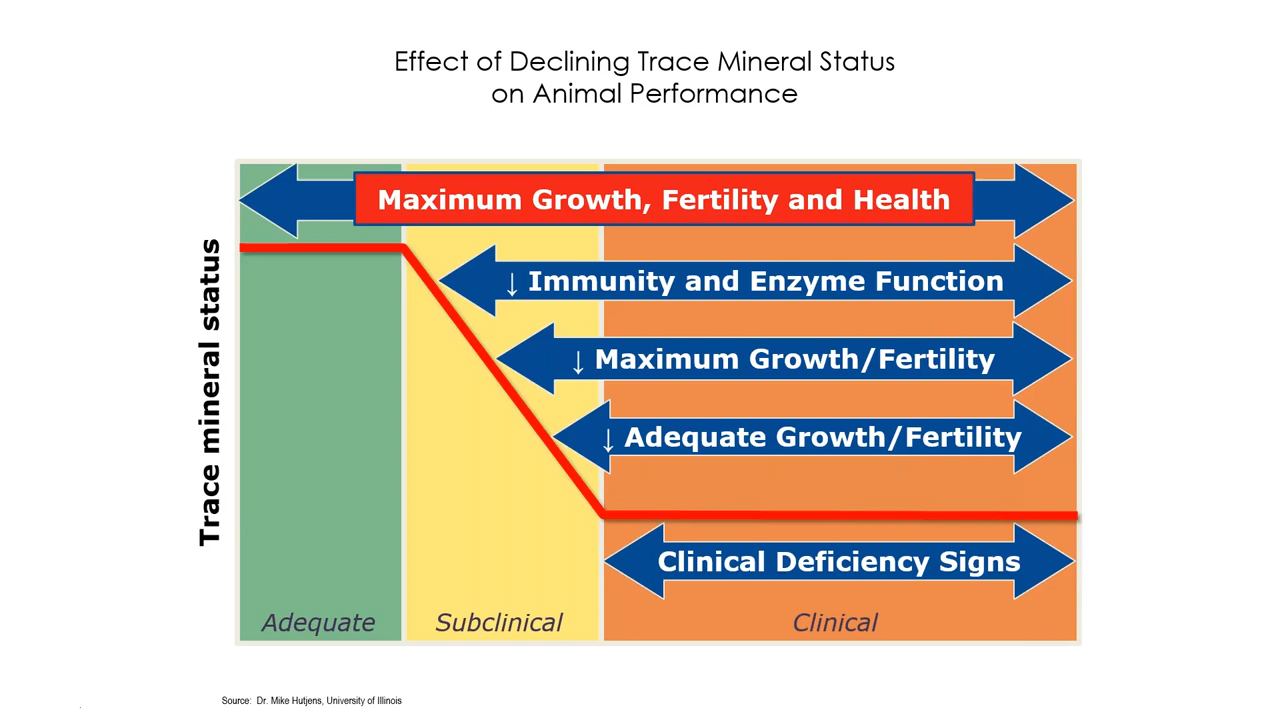 Effect of Declining Trace Mineral Status
on Animal Performance
Trace mineral status
Maximum Growth, Fertility and Health
↓ Immunity and Enzyme Function
↓ Maximum Growth/Fertility
↓ Adequate Growth/Fertility
Clinical Deficiency Signs
Adequate
Subclinical
Clinical
Source: Dr. Mike Hutjens, University of Illinois